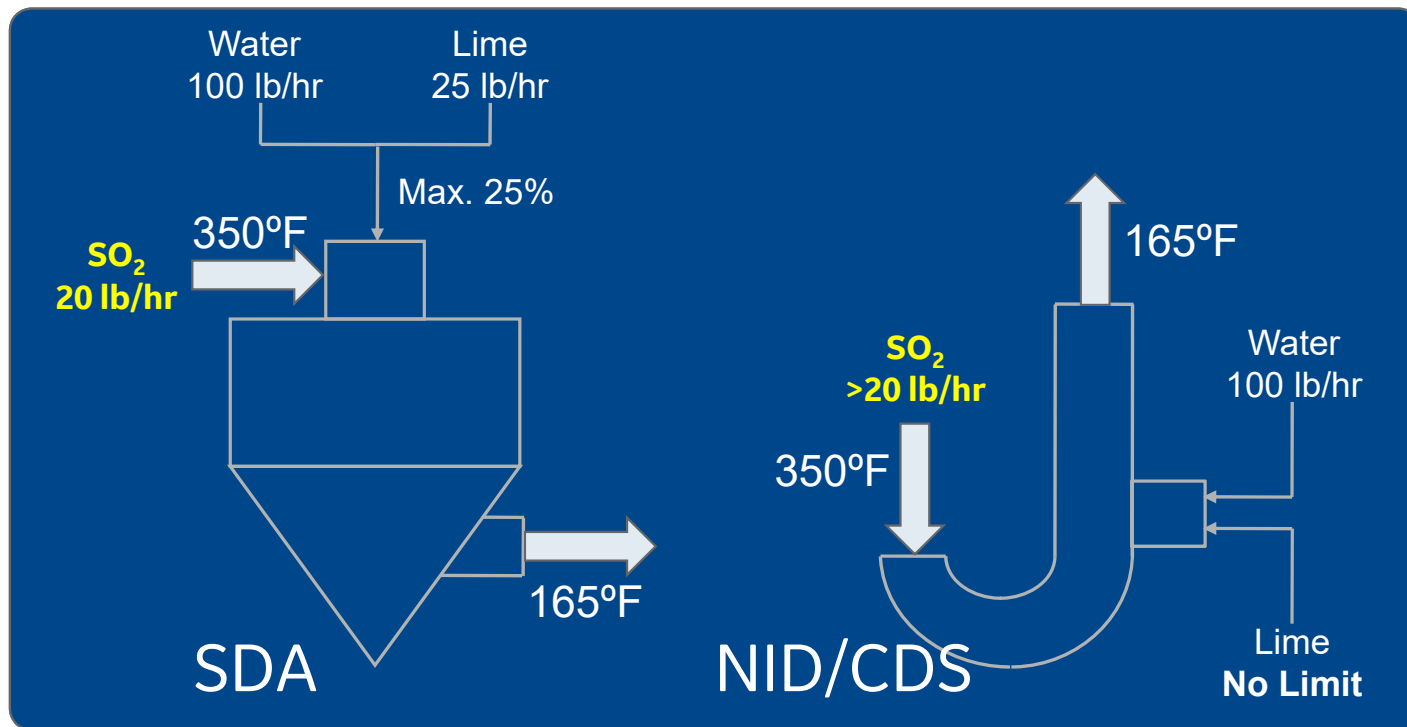 Water
100 lb/hr
Lime
25 lb/hr
Max. 25%
350ºF
SO₂
20 lb/hr
165ºF
SDA
165ºF
SO₂
>20 lb/hr
350ºF
Water
100 lb/hr
Lime
No Limit
NID/CDS